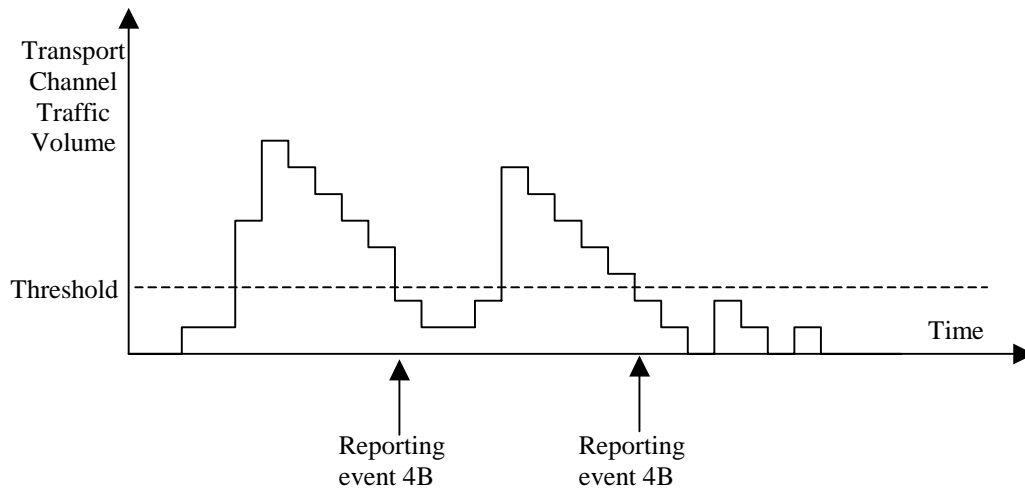 Transport
Channel
Traffic
Volume
Threshold
Time
Reporting
event 4B
Reporting
event 4B